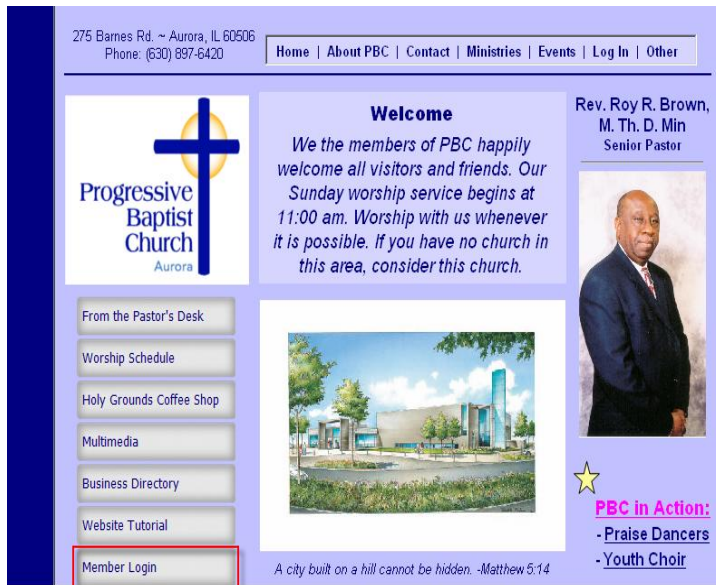 275 Barnes Rd. ~ Aurora, IL 60506
Phone: (630) 897-6420
Home | About PBC | Contact | Ministries | Events | Log In | Other
Progressive
Baptist
Church
Aurora
Welcome
We the members of PBC happily
welcome all visitors and friends. Our
Sunday worship service begins at
11:00 am. Worship with us whenever
it is possible. If you have no church in
this area, consider this church.
Rev. Roy R. Brown,
M. Th. D. Min
Senior Pastor
From the Pastor's Desk
Worship Schedule
Holy Grounds Coffee Shop
Multimedia
Business Directory
Website Tutorial
Member Login
A city built on a hill cannot be hidden. -Matthew 5:14
PBC in Action:
- Praise Dancers
- Youth Choir